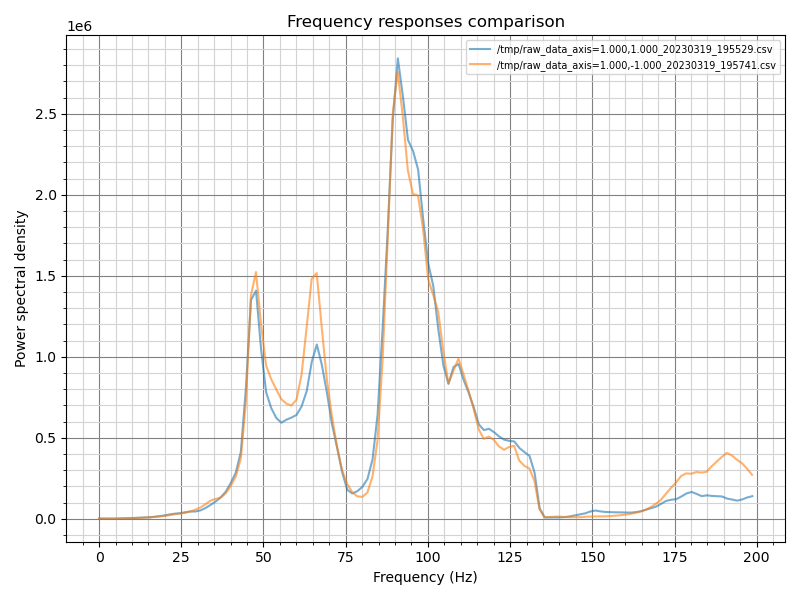 Frequency responses comparison
1e6
/tmp/raw_data_axis=1.000,1.000_20230319_195529.csv
/tmp/raw_data_axis=1.000,-1.000_20230319_195741.csv
2.5
2.0
1.5
1.0
0.5
0.0
Power spectral density
0 25 50 75 100 125 150 175 200
Frequency (Hz)